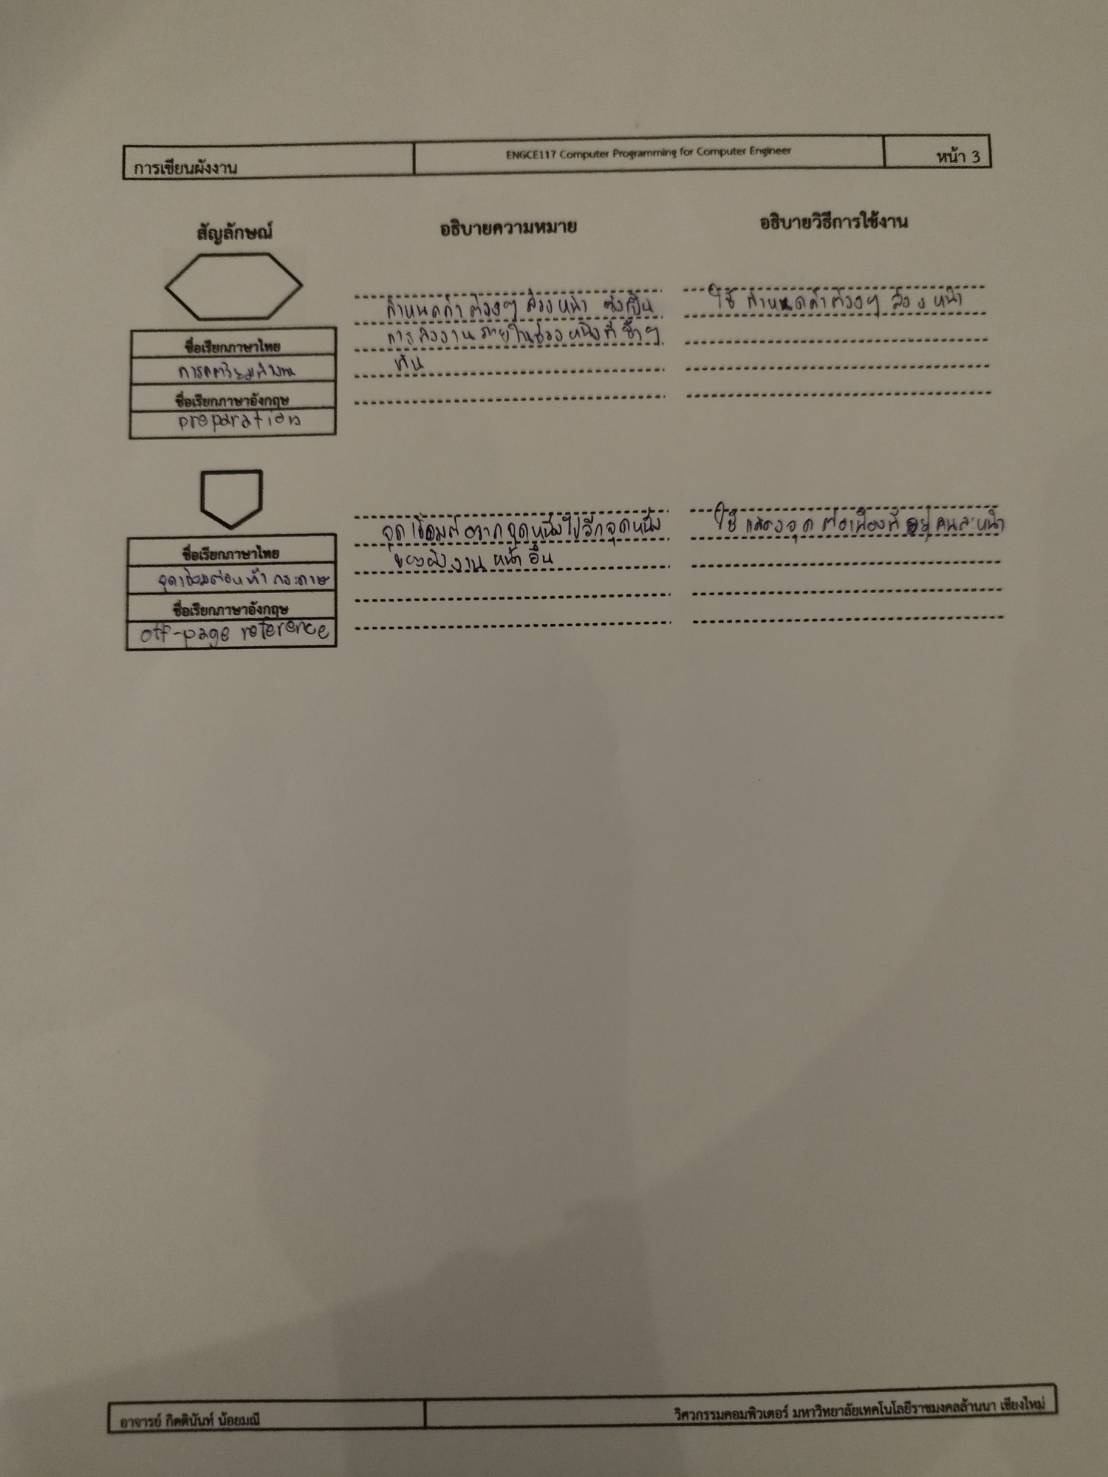 การเขียนผังงาน ENGCE117 Computer Programming for Computer Engineer หน้า 3
สัญลักษณ์ อธิบายความหมาย อธิบายวิธีการใช้งาน
กำหนดค่าต่างๆ ล่วงหน้า ซึ่งเป็น ใช้ กำหนดค่าต่างๆ ล่วงหน้า
การทำงานภายในช่วงหนึ่งที่ซ้ำๆ
ชื่อเรียกภาษาไทย
กัน
การเตรียมทำงาน
ชื่อเรียกภาษาอังกฤษ
preparation
จุดเชื่อมต่อจากจุดหนึ่งไปอีกจุดหนึ่ง ใช้แสดงจุดต่อเนื่องที่อยู่คนละหน้า
ของผังงานหน้าอื่น
ชื่อเรียกภาษาไทย
จุดเชื่อมต่อหน้ากระดาษ
ชื่อเรียกภาษาอังกฤษ
off-page reference
อาจารย์ กิตตินันท์ น้อยมณี วิศวกรรมคอมพิวเตอร์ มหาวิทยาลัยเทคโนโลยีราชมงคลล้านนา เชียงใหม่